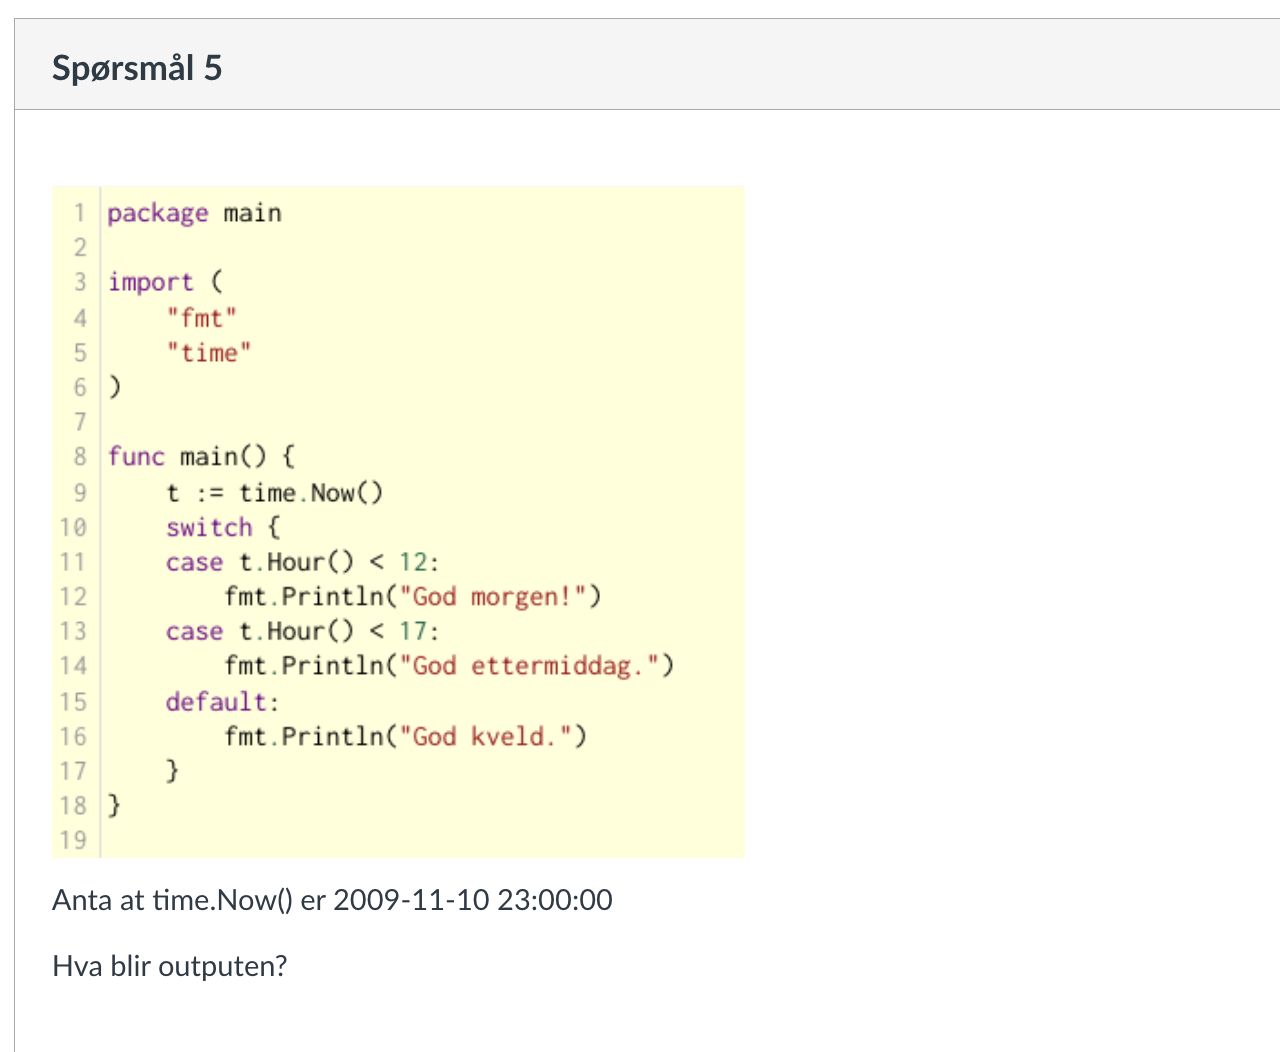 Spørsmål 5
1 package main
2
3 import (
4     "fmt"
5     "time"
6 )
7
8 func main() {
9     t := time.Now()
10     switch {
11     case t.Hour() < 12:
12         fmt.Println("God morgen!")
13     case t.Hour() < 17:
14         fmt.Println("God ettermiddag.")
15     default:
16         fmt.Println("God kveld.")
17     }
18 }
19
Anta at time.Now() er 2009-11-10 23:00:00
Hva blir outputen?